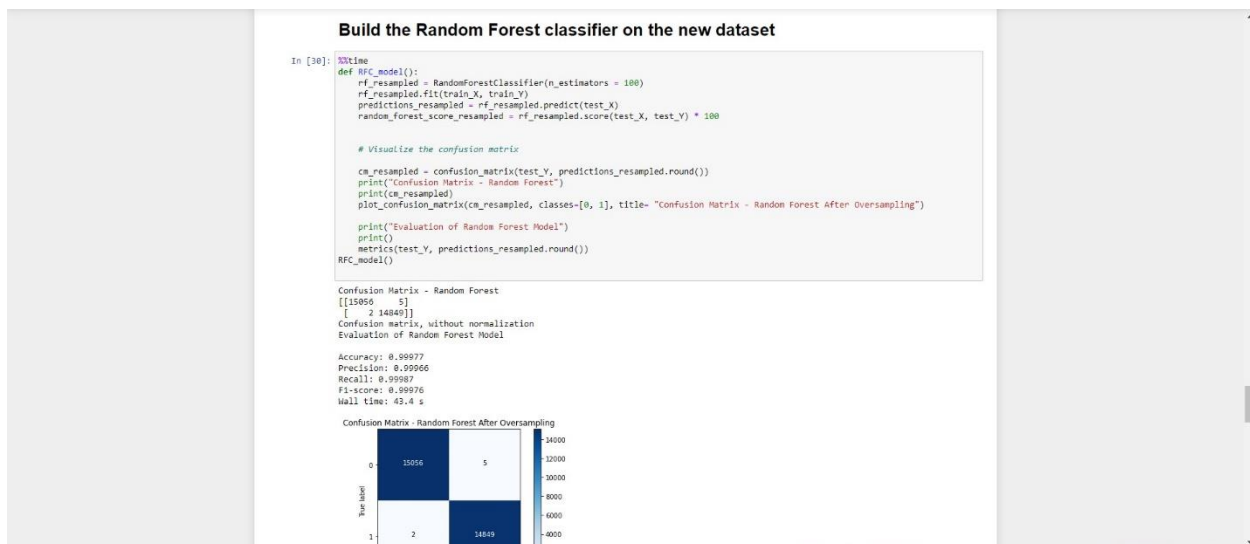 Build the Random Forest classifier on the new dataset
In [30]: %%time
def RFC_model():
    rf_resampled = RandomForestClassifier(n_estimators = 100)
    rf_resampled.fit(train_X, train_Y)
    predictions_resampled = rf_resampled.predict(test_X)
    random_forest_score_resampled = rf_resampled.score(test_X, test_Y) * 100
    # Visualize the confusion matrix
    cm_resampled = confusion_matrix(test_Y, predictions_resampled.round())
    print("Confusion Matrix - Random Forest")
    print(cm_resampled)
    plot_confusion_matrix(cm_resampled, classes=[0, 1], title= "Confusion Matrix - Random Forest After Oversampling")
    print("Evaluation of Random Forest Model")
    print()
    metrics(test_Y, predictions_resampled.round())
RFC_model()
Confusion Matrix - Random Forest
[[15056     5]
 [    2 14849]]
Confusion matrix, without normalization
Evaluation of Random Forest Model
Accuracy: 0.99977
Precision: 0.99966
Recall: 0.99987
F1-score: 0.99976
Wall time: 43.4 s
Confusion Matrix - Random Forest After Oversampling
14000
12000
0 15056 5
10000
8000
True label
6000
1 2 14849 4000